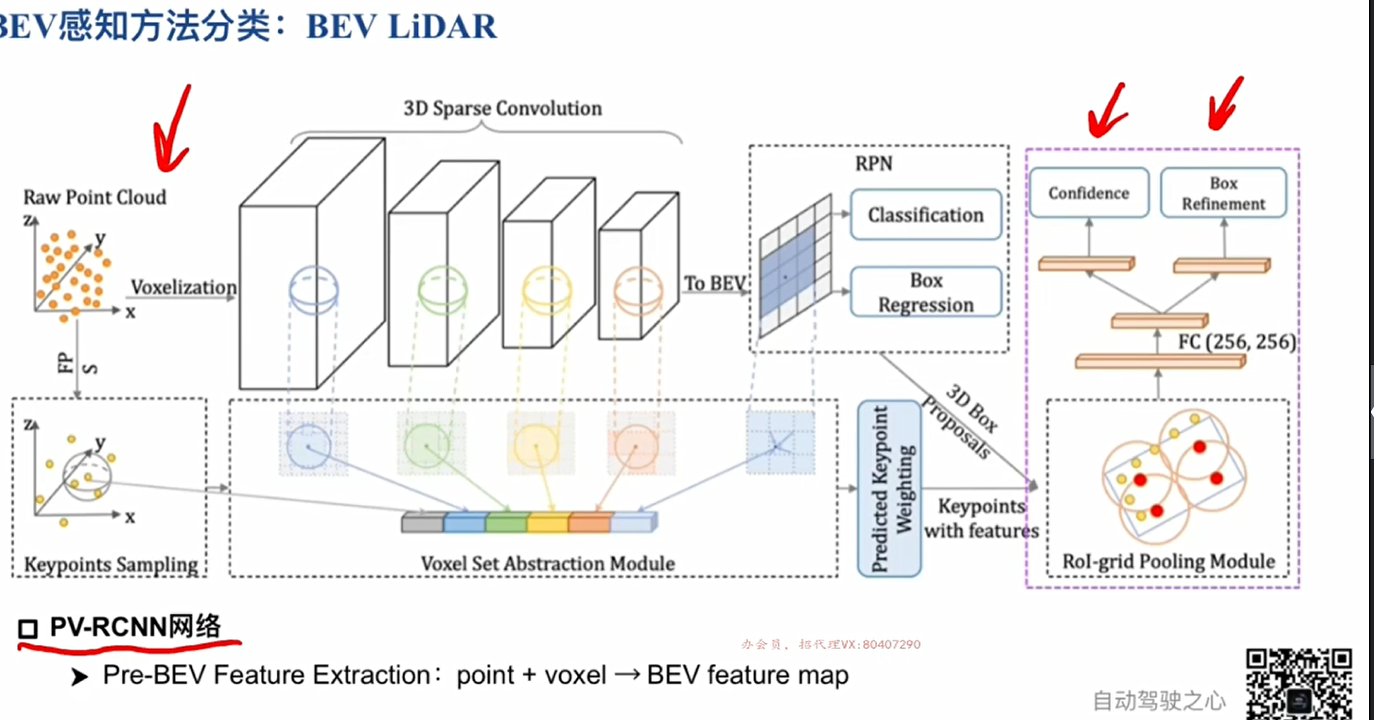 BEV感知方法分类：BEV LiDAR
3D Sparse Convolution
RPN
Raw Point Cloud
Classification
Confidence
Box
Refinement
z
y
x
Voxelization
To BEV
Box
Regression
FC (256, 256)
FP
S
3D Box
Proposals
z
y
x
Predicted Keypoint
Weighting
Keypoints
with features
Keypoints Sampling
Voxel Set Abstraction Module
RoI-grid Pooling Module
PV-RCNN网络
办会员，招代理VX:80407290
Pre-BEV Feature Extraction：point + voxel → BEV feature map
自动驾驶之心